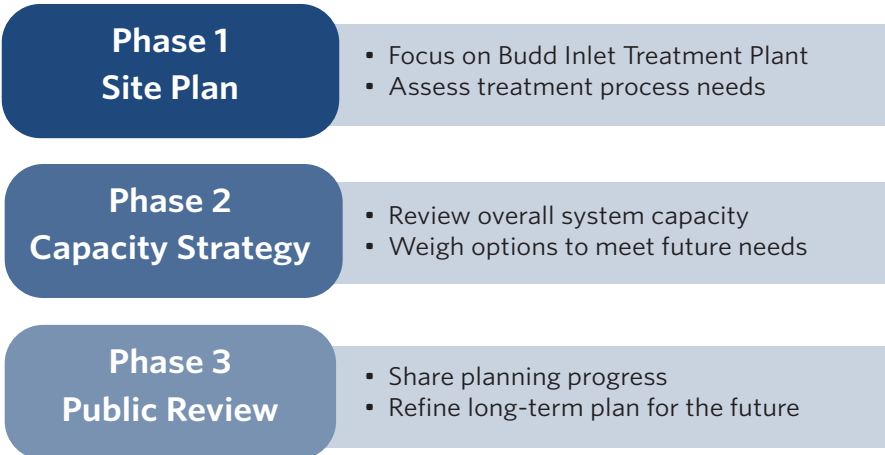 Phase 1
Site Plan
• Focus on Budd Inlet Treatment Plant
• Assess treatment process needs
Phase 2
Capacity Strategy
• Review overall system capacity
• Weigh options to meet future needs
Phase 3
Public Review
• Share planning progress
• Refine long-term plan for the future